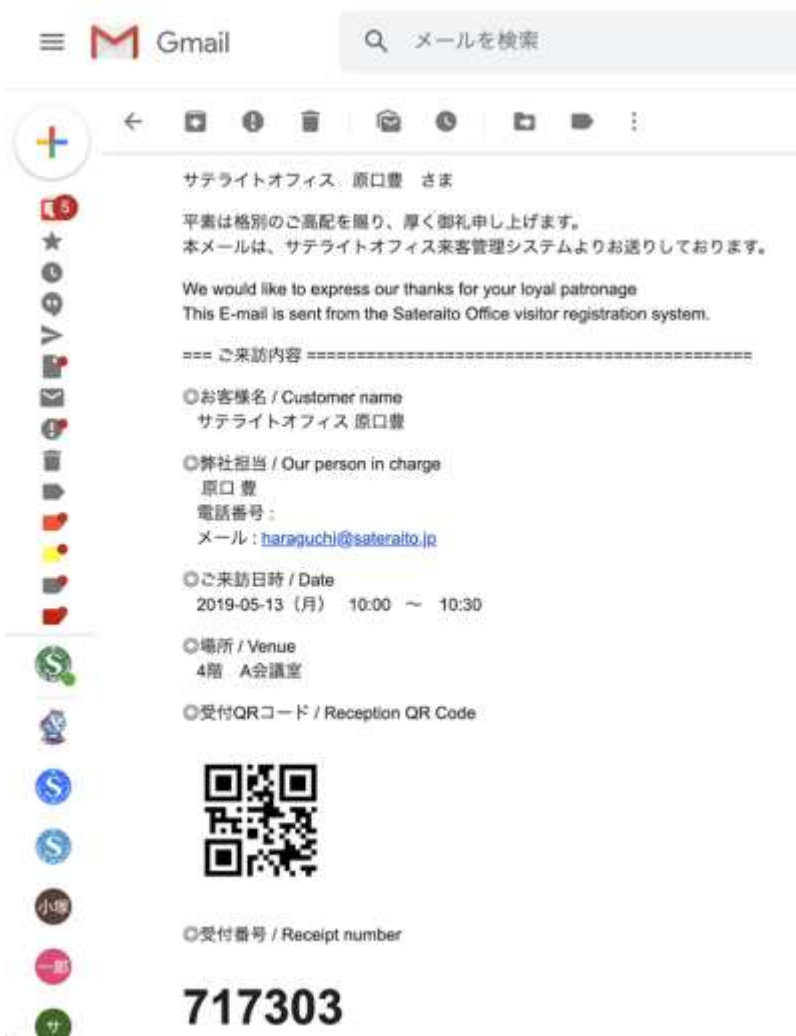 Gmail
メールを検索
5
サテライトオフィス　原口豊　さま
平素は格別のご高配を賜り、厚く御礼申し上げます。
本メールは、サテライトオフィス来客管理システムよりお送りしております。
We would like to express our thanks for your loyal patronage
This E-mail is sent from the Sateraito Office visitor registration system.
=== ご来訪内容 =============================================
◎お客様名 / Customer name
サテライトオフィス 原口豊
◎弊社担当 / Our person in charge
原口 豊
電話番号 :
メール : haraguchi@sateraito.jp
◎ご来訪日時 / Date
2019-05-13（月）　10:00　～　10:30
◎場所 / Venue
4階　A会議室
◎受付QRコード / Reception QR Code
小塚
◎受付番号 / Receipt number
一郎
717303
サ